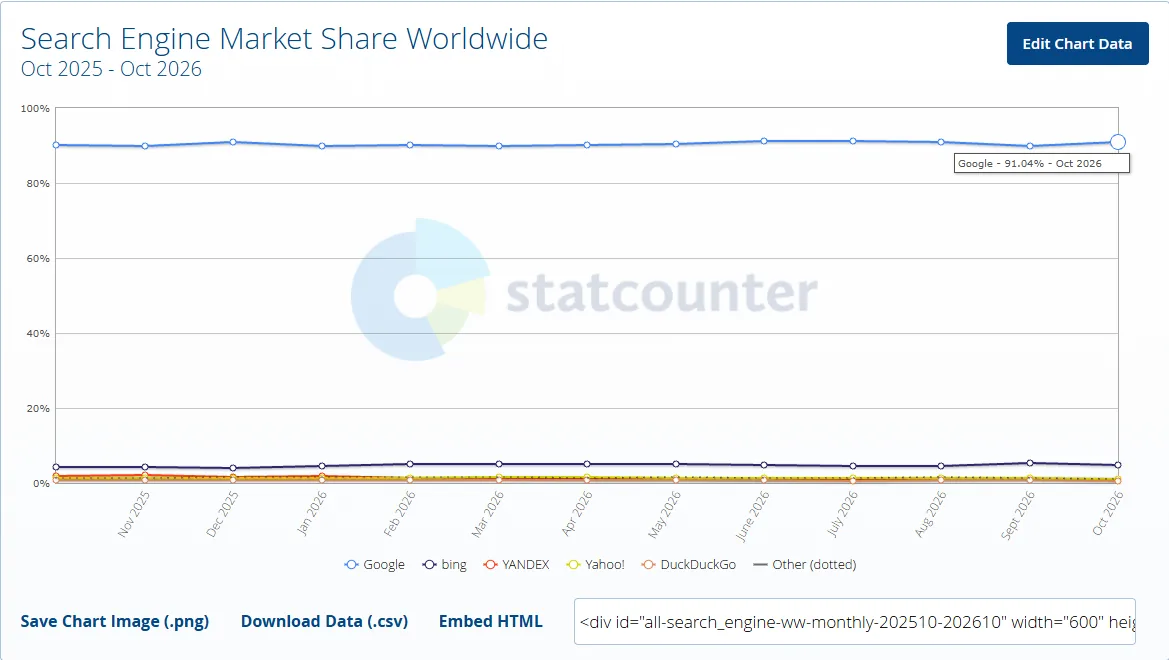 Search Engine Market Share Worldwide
Oct 2025 - Oct 2026
Edit Chart Data
100%
80%
60%
40%
20%
0%
Google - 91.04% - Oct 2026
statcounter
Nov 2025
Dec 2025
Jan 2026
Feb 2026
Mar 2026
Apr 2026
May 2026
June 2026
July 2026
Aug 2026
Sept 2026
Oct 2026
Google bing YANDEX Yahoo! DuckDuckGo Other (dotted)
Save Chart Image (.png) Download Data (.csv) Embed HTML <div id="all-search_engine-ww-monthly-202510-202610" width="600" heig